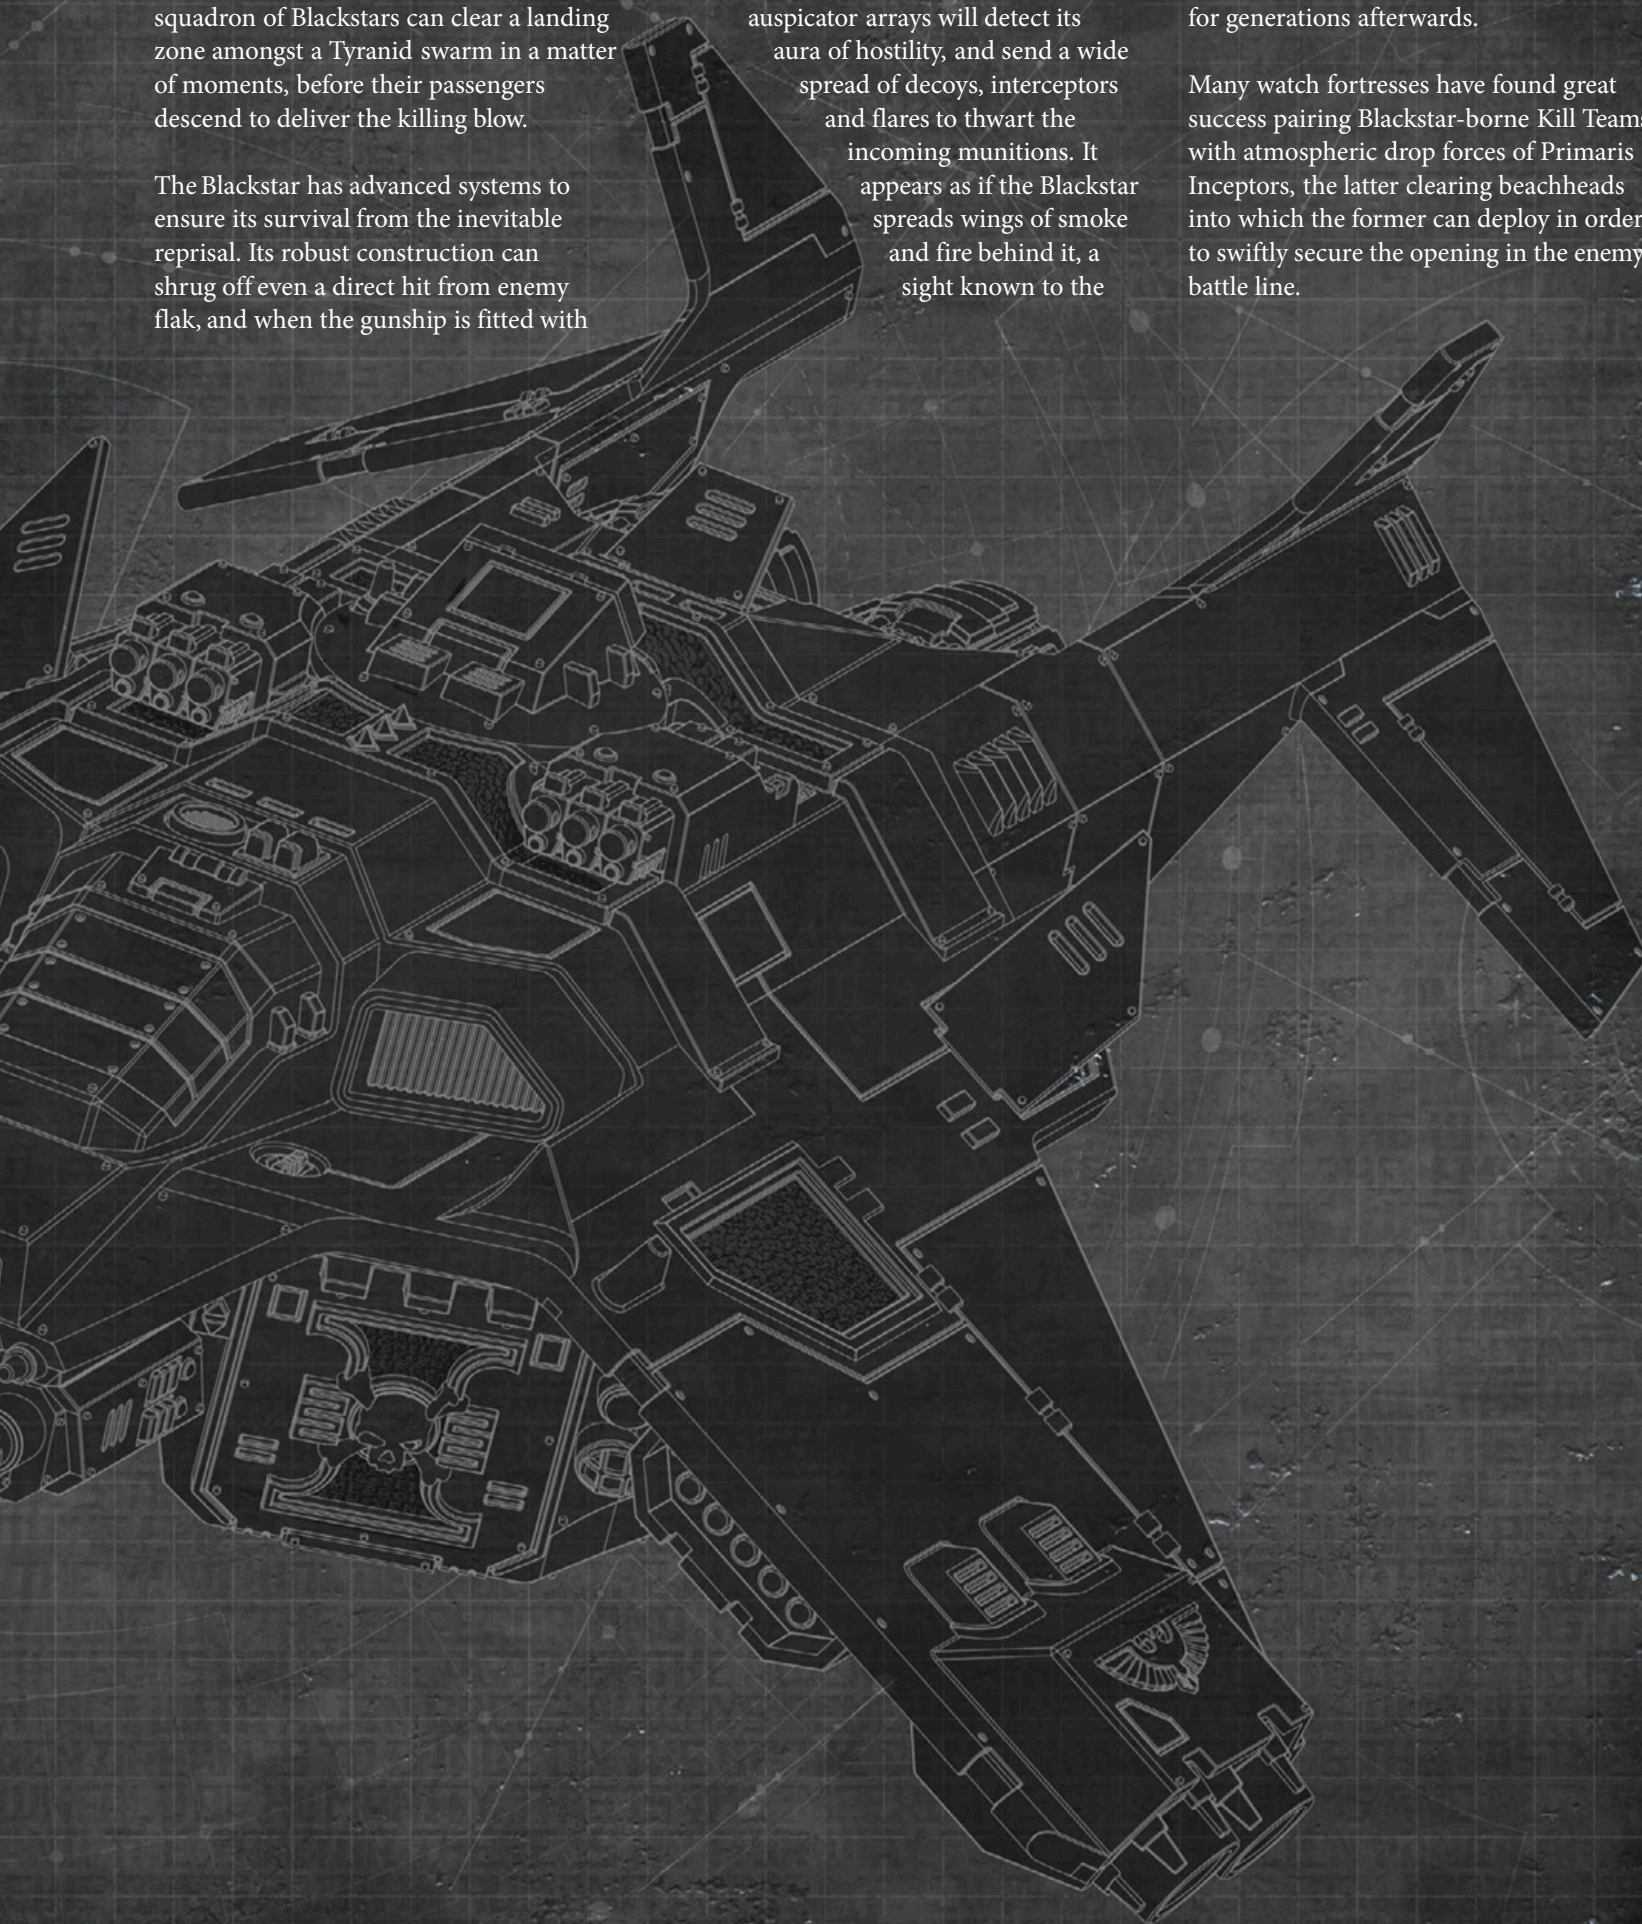 squadron of Blackstars can clear a landing
zone amongst a Tyranid swarm in a matter
of moments, before their passengers
descend to deliver the killing blow.
The Blackstar has advanced systems to
ensure its survival from the inevitable
reprisal. Its robust construction can
shrug off even a direct hit from enemy
flak, and when the gunship is fitted with
auspicator arrays will detect its
aura of hostility, and send a wide
spread of decoys, interceptors
and flares to thwart the
incoming munitions. It
appears as if the Blackstar
spreads wings of smoke
and fire behind it, a
sight known to the
for generations afterwards.
Many watch fortresses have found great
success pairing Blackstar-borne Kill Teams
with atmospheric drop forces of Primaris
Inceptors, the latter clearing beachheads
into which the former can deploy in order
to swiftly secure the opening in the enemy
battle line.